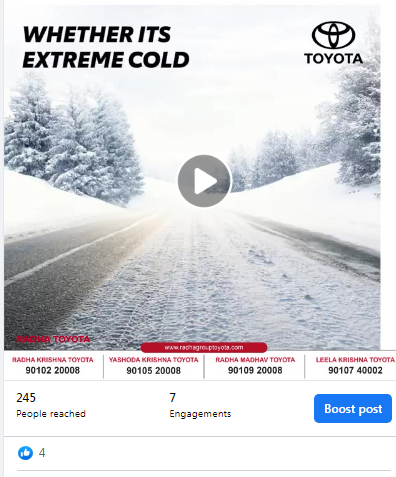 WHETHER ITS
EXTREME COLD
TOYOTA
RADHA TOYOTA
www.radhagrouptoyota.com
RADHA KRISHNA TOYOTA
90102 20008
YASHODA KRISHNA TOYOTA
90105 20008
RADHA MADHAV TOYOTA
90109 20008
LEELA KRISHNA TOYOTA
90107 40002
245
People reached
7
Engagements
Boost post
4